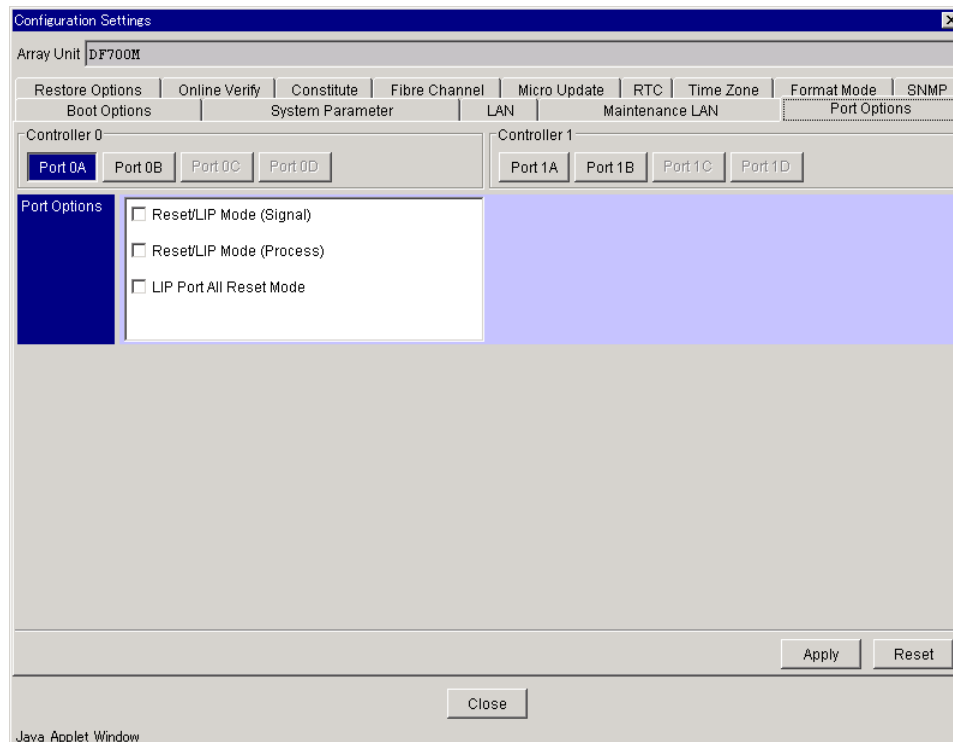 Configuration Settings
Array Unit DF700M
Restore Options Online Verify Constitute Fibre Channel Micro Update RTC Time Zone Format Mode SNMP
Boot Options System Parameter LAN Maintenance LAN Port Options
Controller 0 Controller 1
Port 0A Port 0B Port 0C Port 0D Port 1A Port 1B Port 1C Port 1D
Port Options
Reset/LIP Mode (Signal)
Reset/LIP Mode (Process)
LIP Port All Reset Mode
Apply Reset
Close
Java Applet Window